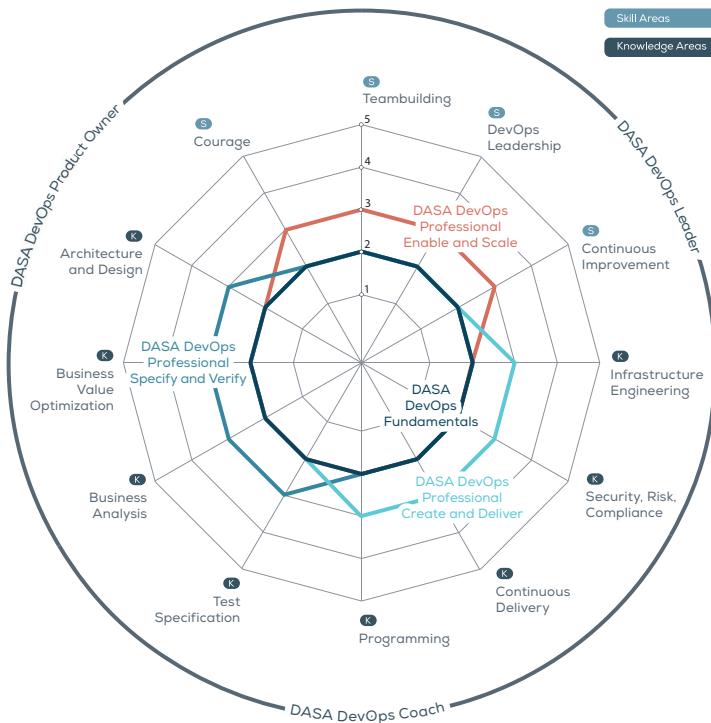 Skill Areas
Knowledge Areas
DASA DevOps Product Owner
DASA DevOps Leader
DASA DevOps Coach
S
Teambuilding
S
DevOps
Leadership
S
Courage
S
Continuous
Improvement
K
Architecture
and Design
K
Infrastructure
Engineering
K
Business
Value
Optimization
K
Security, Risk,
Compliance
K
Business
Analysis
K
Continuous
Delivery
K
Test
Specification
K
Programming
5
4
3
2
1
DASA DevOps
Professional
Enable and Scale
DASA DevOps
Professional
Specify and Verify
DASA
DevOps
Fundamentals
DASA DevOps
Professional
Create and Deliver